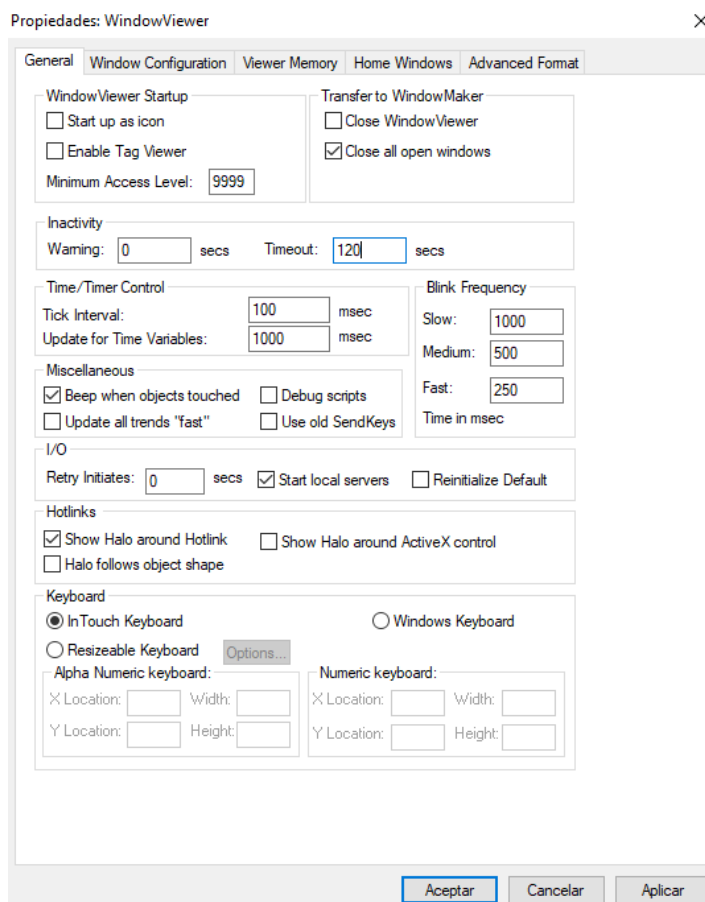 Propiedades: WindowViewer
General Window Configuration Viewer Memory Home Windows Advanced Format
WindowViewer Startup
Start up as icon
Enable Tag Viewer
Minimum Access Level: 9999
Transfer to WindowMaker
Close WindowViewer
Close all open windows
Inactivity
Warning: 0 secs Timeout: 120 secs
Time/Timer Control
Tick Interval: 100 msec
Update for Time Variables: 1000 msec
Blink Frequency
Slow: 1000
Medium: 500
Fast: 250
Time in msec
Miscellaneous
Beep when objects touched Debug scripts
Update all trends "fast" Use old SendKeys
I/O
Retry Initiates: 0 secs Start local servers Reinitialize Default
Hotlinks
Show Halo around Hotlink Show Halo around ActiveX control
Halo follows object shape
Keyboard
InTouch Keyboard Windows Keyboard
Resizeable Keyboard Options...
Alpha Numeric keyboard:
X Location: Width:
Y Location: Height:
Numeric keyboard:
X Location: Width:
Y Location: Height:
Aceptar Cancelar Aplicar